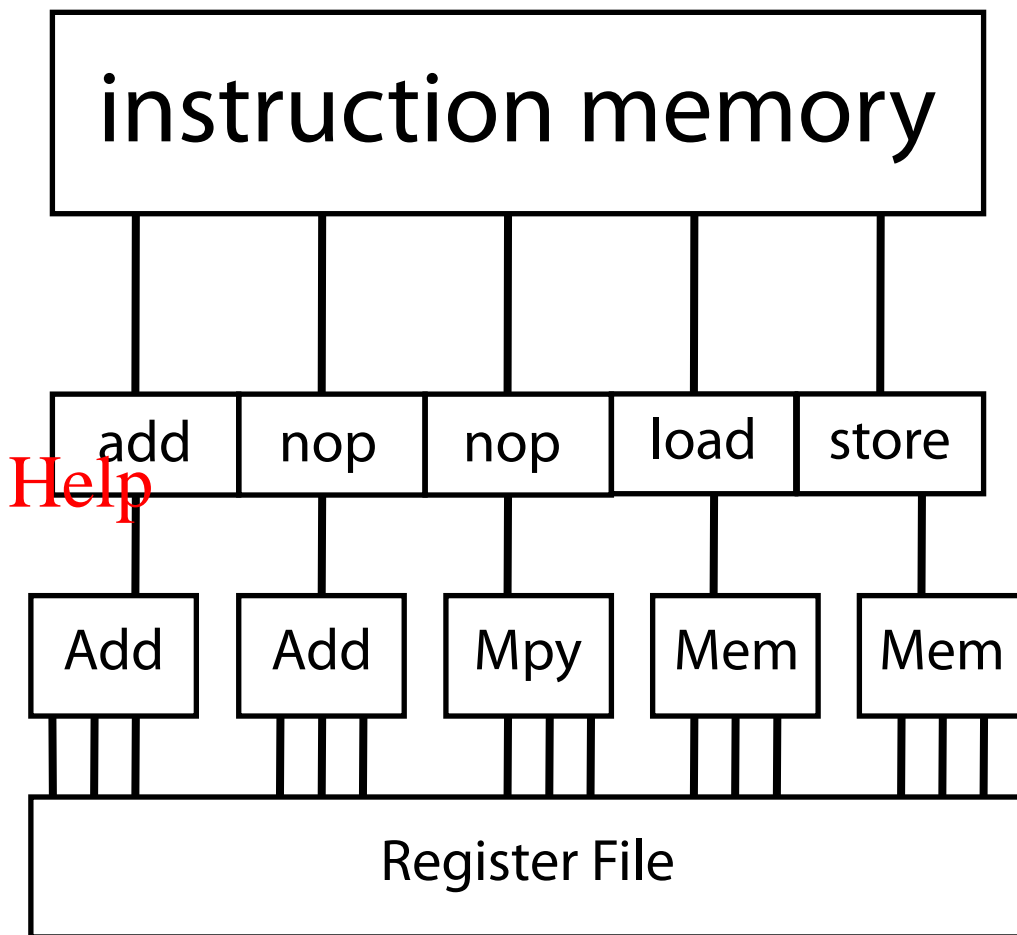 instruction memory
add nop nop load store
Help
Add Add Mpy Mem Mem
Register File